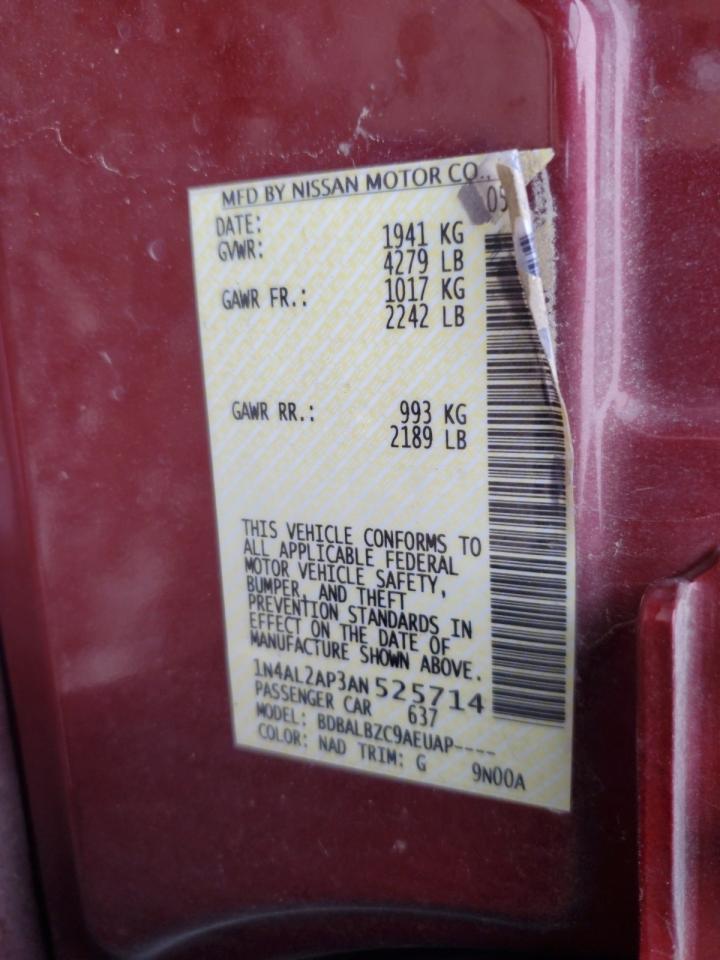 MFD BY NISSAN MOTOR CO.,
DATE: 05
GVWR: 1941 KG
4279 LB
GAWR FR.: 1017 KG
2242 LB
GAWR RR.: 993 KG
2189 LB
THIS VEHICLE CONFORMS TO
ALL APPLICABLE FEDERAL
MOTOR VEHICLE SAFETY,
BUMPER, AND THEFT
PREVENTION STANDARDS IN
EFFECT ON THE DATE OF
MANUFACTURE SHOWN ABOVE.
1N4AL2AP3AN525714
PASSENGER CAR 637
MODEL: BDBALBZC9AEUAP----
COLOR: NAD TRIM: G 9N00A